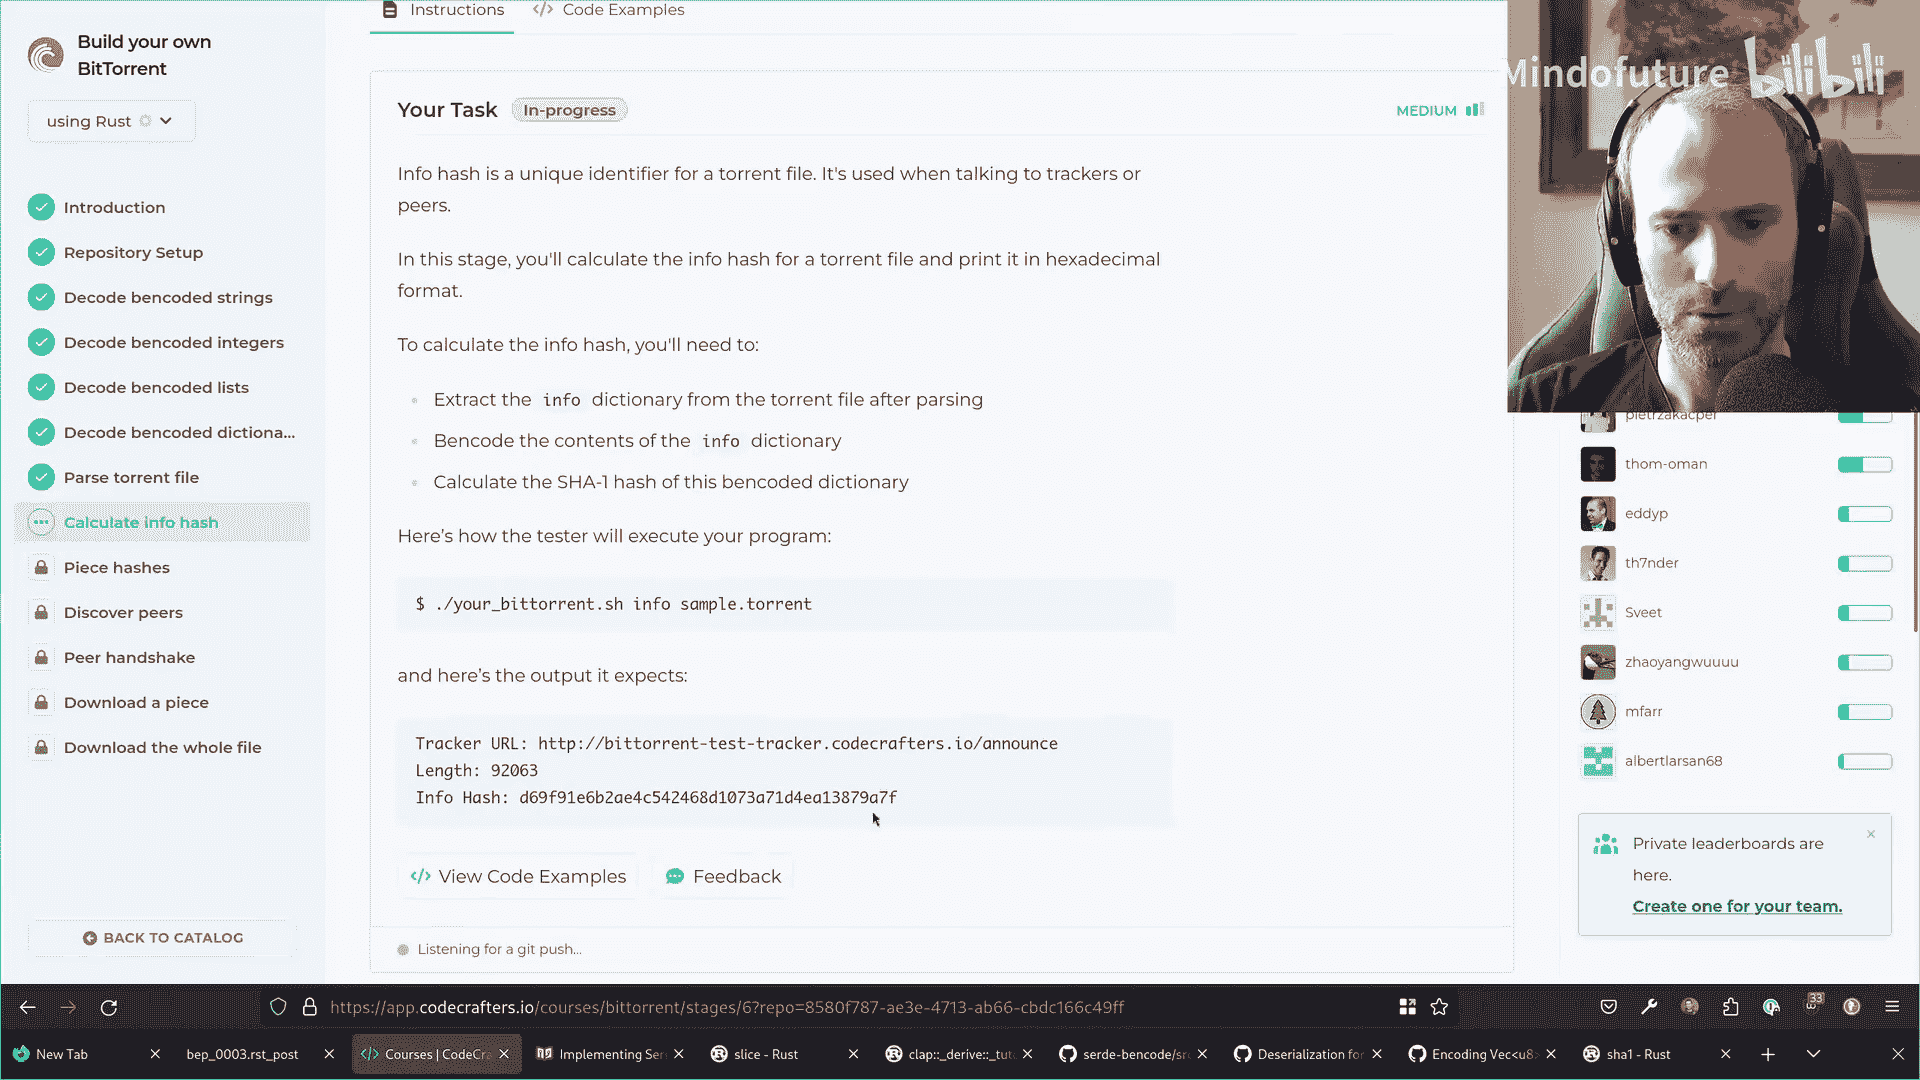 Build your own
BitTorrent
using Rust
Introduction
Repository Setup
Decode bencoded strings
Decode bencoded integers
Decode bencoded lists
Decode bencoded dictiona...
Parse torrent file
Calculate info hash
Piece hashes
Discover peers
Peer handshake
Download a piece
Download the whole file
BACK TO CATALOG
Instructions
Code Examples
Your Task
In-progress
MEDIUM
Info hash is a unique identifier for a torrent file. It's used when talking to trackers or
peers.
In this stage, you'll calculate the info hash for a torrent file and print it in hexadecimal
format.
To calculate the info hash, you'll need to:
Extract the info dictionary from the torrent file after parsing
Bencode the contents of the info dictionary
Calculate the SHA-1 hash of this bencoded dictionary
Here's how the tester will execute your program:
$ ./your_bittorrent.sh info sample.torrent
and here's the output it expects:
Tracker URL: http://bittorrent-test-tracker.codecrafters.io/announce
Length: 92063
Info Hash: d69f91e6b2ae4c542468d1073a71d4ea13879a7f
View Code Examples
Feedback
Listening for a git push...
Mindofuture bilibili
pietrzakacper
thom-oman
eddyp
th7nder
Sveet
zhaoyangwuuuu
mfarr
albertlarsan68
Private leaderboards are
here.
Create one for your team.
https://app.codecrafters.io/courses/bittorrent/stages/6?repo=8580f787-ae3e-4713-ab66-cbdc166c49ff
33
New Tab
bep_0003.rst_post
Courses | CodeCra
Implementing Ser
slice - Rust
clap::_derive::_tut
serde-bencode/sr
Deserialization for
Encoding Vec<u8>
sha1 - Rust